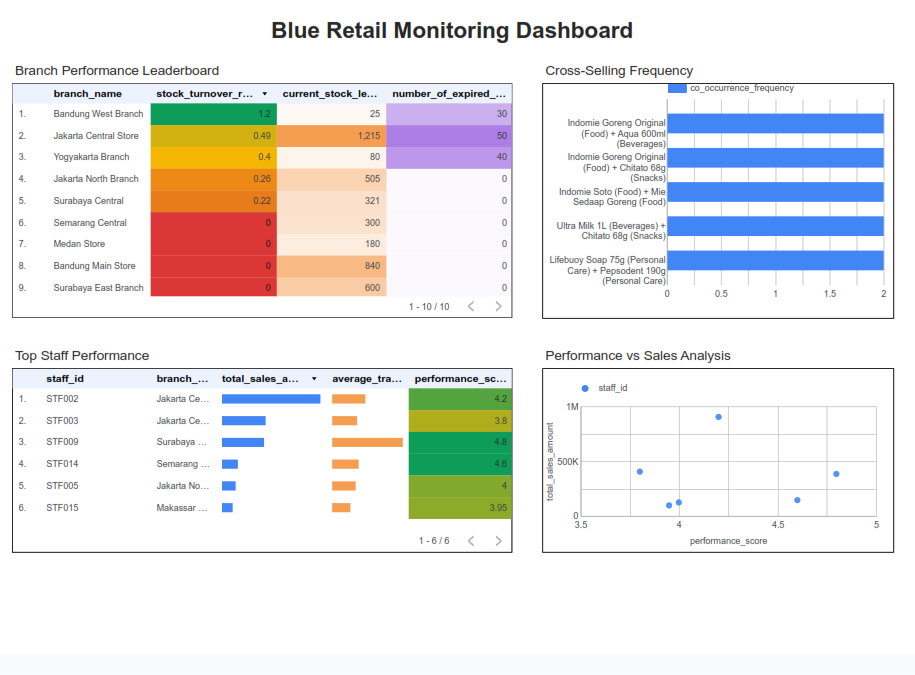 Blue Retail Monitoring Dashboard
Branch Performance Leaderboard
branch_name stock_turnover_r... current_stock_le... number_of_expired_...
1. Bandung West Branch 1.2 25 30
2. Jakarta Central Store 0.49 1,215 50
3. Yogyakarta Branch 0.4 80 40
4. Jakarta North Branch 0.26 505 0
5. Surabaya Central 0.22 321 0
6. Semarang Central 0 300 0
7. Medan Store 0 180 0
8. Bandung Main Store 0 840 0
9. Surabaya East Branch 0 600 0
1 - 10 / 10
Cross-Selling Frequency
co_occurrence_frequency
Indomie Goreng Original
(Food) + Aqua 600ml
(Beverages)
Indomie Goreng Original
(Food) + Chitato 68g
(Snacks)
Indomie Soto (Food) + Mie
Sedaap Goreng (Food)
Ultra Milk 1L (Beverages) +
Chitato 68g (Snacks)
Lifebuoy Soap 75g (Personal
Care) + Pepsodent 190g
(Personal Care)
0 0.5 1 1.5 2
Top Staff Performance
staff_id branch_... total_sales_a... average_tra... performance_sc...
1. STF002 Jakarta Ce... 4.2
2. STF003 Jakarta Ce... 3.8
3. STF009 Surabaya ... 4.8
4. STF014 Semarang ... 4.6
5. STF005 Jakarta No... 4
6. STF015 Makassar ... 3.95
1 - 6 / 6
Performance vs Sales Analysis
staff_id
total_sales_amount
1M
500K
0
3.5 4 4.5 5
performance_score